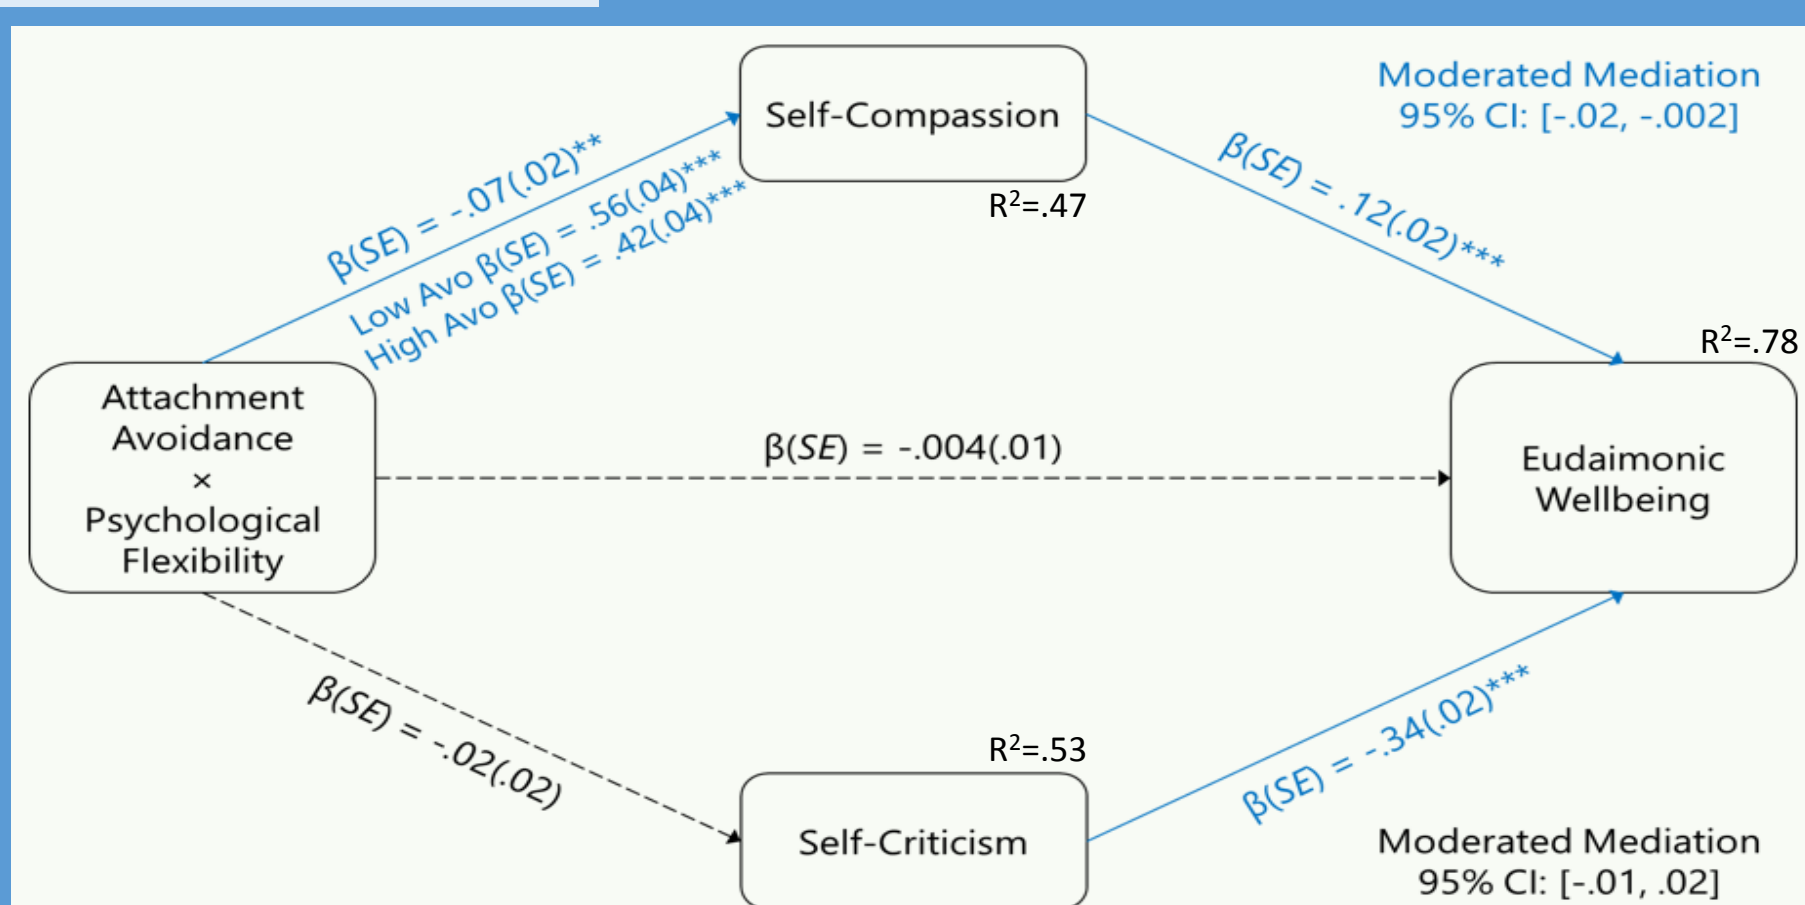 Self-Compassion
R²=.47
Moderated Mediation
95% CI: [-.02, -.002]
β(SE) = -.07(.02)**
Low Avo β(SE) = .56(.04)***
High Avo β(SE) = .42(.04)***
β(SE) = .12(.02)***
R²=.78
Attachment
Avoidance
×
Psychological
Flexibility
β(SE) = -.004(.01)
Eudaimonic
Wellbeing
β(SE) = -.02(.02)
R²=.53
Self-Criticism
β(SE) = -.34(.02)***
Moderated Mediation
95% CI: [-.01, .02]